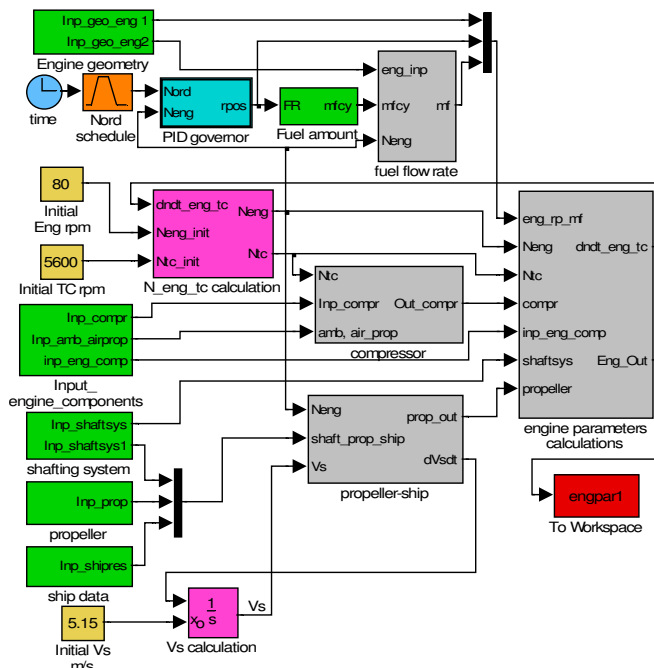 Inp_geo_eng 1
Inp_geo_eng2
Engine geometry
time
Nord
schedule
Nord
Neng
rpos
PID governor
FR
mfcy
Fuel amount
eng_inp
mfcy
mf
Neng
fuel flow rate
80
Initial
Eng rpm
5600
Initial TC rpm
dndt_eng_tc
Neng
Neng_init
Ntc
Ntc_init
N_eng_tc calculation
eng_rp_mf
Neng
dndt_eng_tc
Ntc
compr
inp_eng_comp
shaftsys
Eng_Out
propeller
engine parameters
calculations
Ntc
Inp_compr
Out_compr
amb, air_prop
compressor
Inp_compr
Inp_amb_airprop
inp_eng_comp
Input_
engine_components
Inp_shaftsys
Inp_shaftsys1
shafting system
Neng
prop_out
shaft_prop_ship
dVsdt
Vs
propeller-ship
Inp_prop
propeller
engpar1
To Workspace
Inp_shipres
ship data
5.15
Initial Vs
m/s
1
s
xo
Vs
Vs calculation